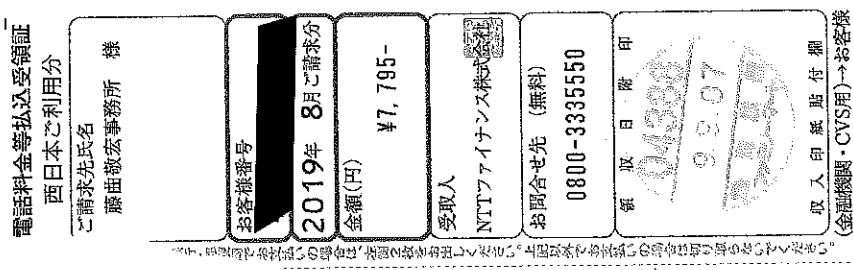 電話料金等払込受領証
西日本ご利用分
ご請求先氏名
藤曲敬宏事務所 様
お客様番号
2019年 8月ご請求分
金額(円)
¥7,795-
受取人
NTTファイナンス株式会社
お問合せ先 (無料)
0800-3335550
領収日附印
04383
9.9.07
収入印紙貼付欄
(金融機関・CVS用)→お客様